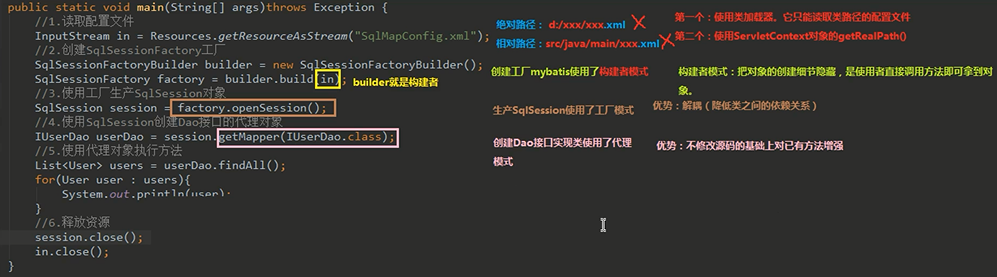 public static void main(String[] args)throws Exception {
//1.读取配置文件
InputStream in = Resources.getResourceAsStream("SqlMapConfig.xml");
//2.创建SqlSessionFactory工厂
SqlSessionFactoryBuilder builder = new SqlSessionFactoryBuilder();
SqlSessionFactory factory = builder.build(in);
builder就是构建者
//3.使用工厂生产SqlSession对象
SqlSession session = factory.openSession();
//4.使用SqlSession创建Dao接口的代理对象
IUserDao userDao = session.getMapper(IUserDao.class);
//5.使用代理对象执行方法
List<User> users = userDao.findAll();
for(User user : users){
System.out.println(user);
}
//6.释放资源
session.close();
in.close();
}
绝对路径： d:/xxx/xxx.xml
相对路径：src/java/main/xxx.xml
第一个：使用类加载器。它只能读取类路径的配置文件
第二个：使用ServletContext对象的getRealPath()
创建工厂mybatis使用了构建者模式
构建者模式：把对象的创建细节隐藏，是使用者直接调用方法即可拿到对
象。
生产SqlSession使用了工厂模式
优势：解耦（降低类之间的依赖关系）
创建Dao接口实现类使用了代理
模式
优势：不修改源码的基础上对已有方法增强